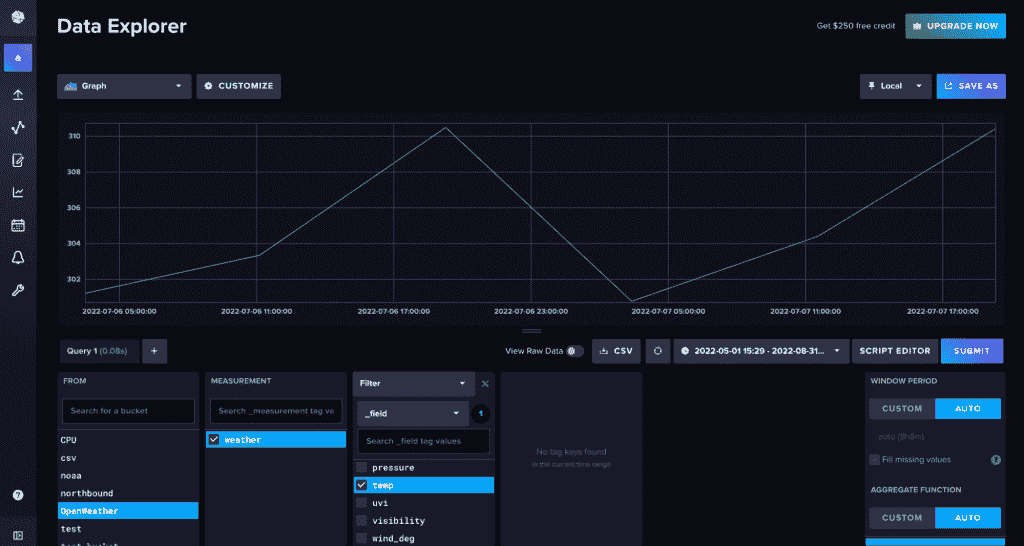 Data Explorer
Get $250 free credit
UPGRADE NOW
Graph
CUSTOMIZE
Local
SAVE AS
310
308
306
304
302
2022-07-06 05:00:00
2022-07-06 11:00:00
2022-07-06 17:00:00
2022-07-06 23:00:00
2022-07-07 05:00:00
2022-07-07 11:00:00
2022-07-07 17:00:00
Query 1 (0.08s)
+
View Raw Data
CSV
2022-05-01 15:29 - 2022-08-31...
SCRIPT EDITOR
SUBMIT
FROM
Search for a bucket
CPU
csv
noaa
northbound
OpenWeather
test
MEASUREMENT
Search _measurement tag va
weather
Filter
_field
1
Search _field tag values
pressure
temp
uvi
visibility
wind_deg
No tag keys found
in the current time range
WINDOW PERIOD
CUSTOM
AUTO
Fill missing values
AGGREGATE FUNCTION
CUSTOM
AUTO